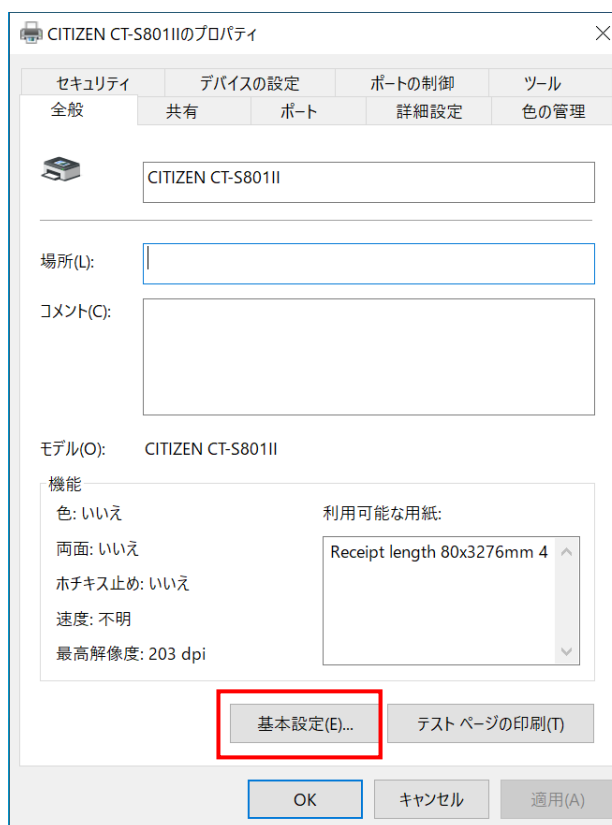 CITIZEN CT-S801IIのプロパティ
セキュリティ デバイスの設定 ポートの制御 ツール
全般 共有 ポート 詳細設定 色の管理
CITIZEN CT-S801II
場所(L):
コメント(C):
モデル(O): CITIZEN CT-S801II
機能
色: いいえ 利用可能な用紙:
両面: いいえ Receipt length 80x3276mm 4
ホチキス止め: いいえ
速度: 不明
最高解像度: 203 dpi
基本設定(E)... テスト ページの印刷(T)
OK キャンセル 適用(A)